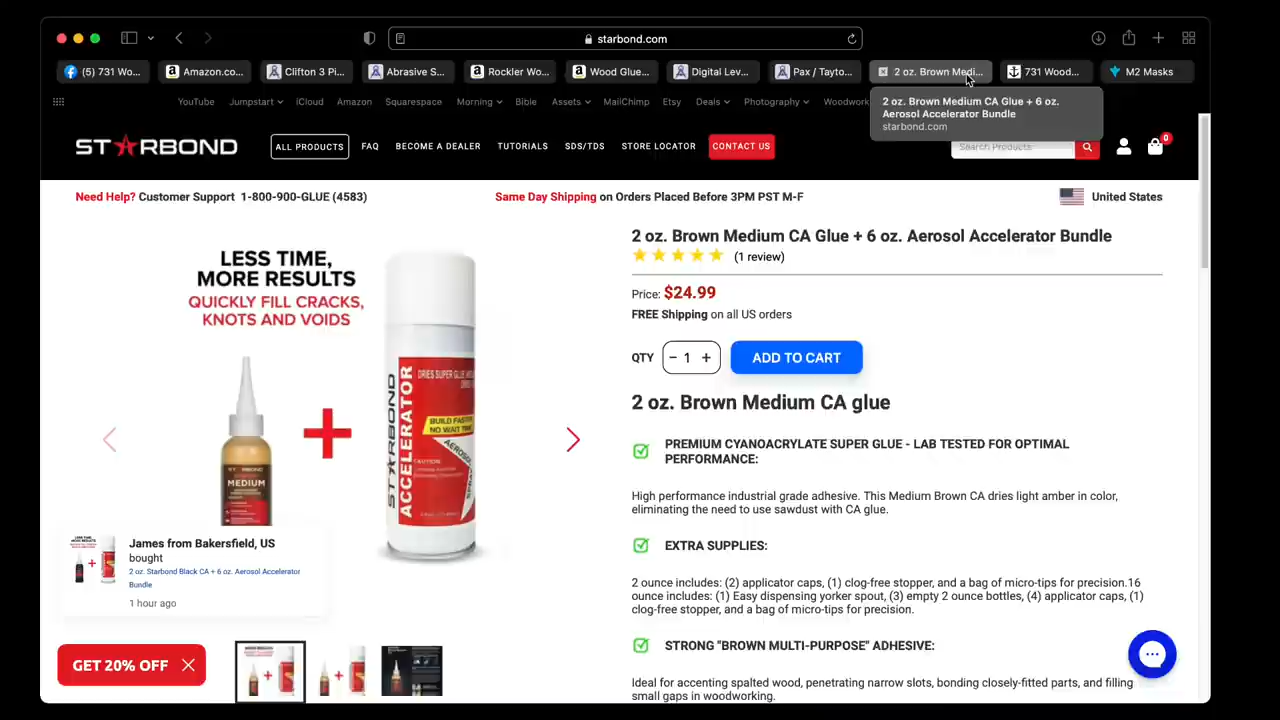 starbond.com
(5) 731 Wo...
Amazon.co...
Clifton 3 Pi...
Abrasive S...
Rockler Wo...
Wood Glue...
Digital Lev...
Pax / Tayto...
2 oz. Brown Medi...
731 Wood...
M2 Masks
YouTube
Jumpstart
iCloud
Amazon
Squarespace
Morning
Bible
Assets
MailChimp
Etsy
Deals
Photography
Woodwork
2 oz. Brown Medium CA Glue + 6 oz.
Aerosol Accelerator Bundle
starbond.com
STARBOND
ALL PRODUCTS
FAQ
BECOME A DEALER
TUTORIALS
SDS/TDS
STORE LOCATOR
CONTACT US
Search Products...
0
Need Help? Customer Support 1-800-900-GLUE (4583)
Same Day Shipping on Orders Placed Before 3PM PST M-F
United States
LESS TIME,
MORE RESULTS
QUICKLY FILL CRACKS,
KNOTS AND VOIDS
STARBOND
MEDIUM
STARBOND
ACCELERATOR
DRIES SUPER GLUE
BUILD FASTER
NO WAIT TIME
AEROSOL
SPRAY
CAUTION
2 oz. Brown Medium CA Glue + 6 oz. Aerosol Accelerator Bundle
(1 review)
Price: $24.99
FREE Shipping on all US orders
QTY
− 1 +
ADD TO CART
2 oz. Brown Medium CA glue
PREMIUM CYANOACRYLATE SUPER GLUE - LAB TESTED FOR OPTIMAL
PERFORMANCE:
High performance industrial grade adhesive. This Medium Brown CA dries light amber in color,
eliminating the need to use sawdust with CA glue.
EXTRA SUPPLIES:
2 ounce includes: (2) applicator caps, (1) clog-free stopper, and a bag of micro-tips for precision.16
ounce includes: (1) Easy dispensing yorker spout, (3) empty 2 ounce bottles, (4) applicator caps, (1)
clog-free stopper, and a bag of micro-tips for precision.
STRONG "BROWN MULTI-PURPOSE" ADHESIVE:
Ideal for accenting spalted wood, penetrating narrow slots, bonding closely-fitted parts, and filling
small gaps in woodworking.
James from Bakersfield, US
bought
2 oz. Starbond Black CA + 6 oz. Aerosol Accelerator
Bundle
1 hour ago
GET 20% OFF